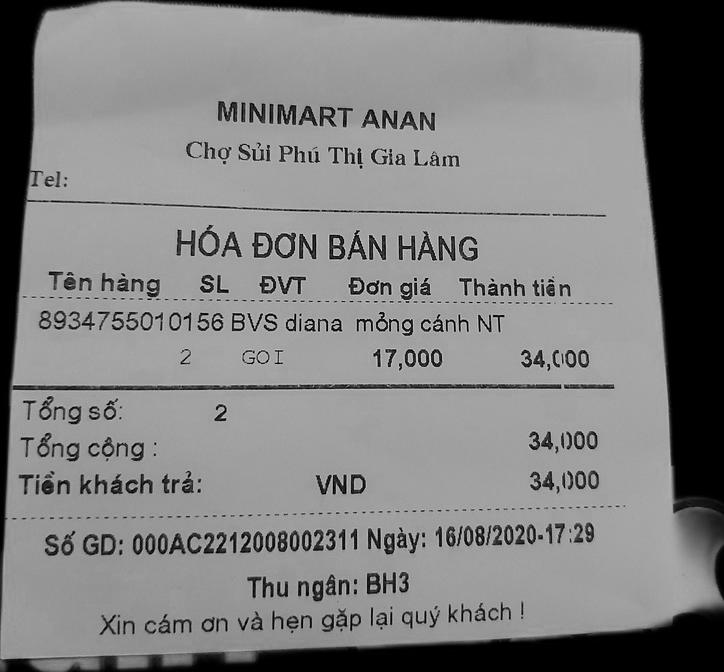 MINIMART ANAN
Chợ Sủi Phú Thị Gia Lâm
Tel:
HÓA ĐƠN BÁN HÀNG
Tên hàng SL ĐVT Đơn giá Thành tiền
8934755010156 BVS diana mỏng cánh NT
2 GOI 17,000 34,000
Tổng số: 2
Tổng cộng : 34,000
Tiền khách trả: VND 34,000
Số GD: 000AC2212008002311 Ngày: 16/08/2020-17:29
Thu ngân: BH3
Xin cám ơn và hẹn gặp lại quý khách !